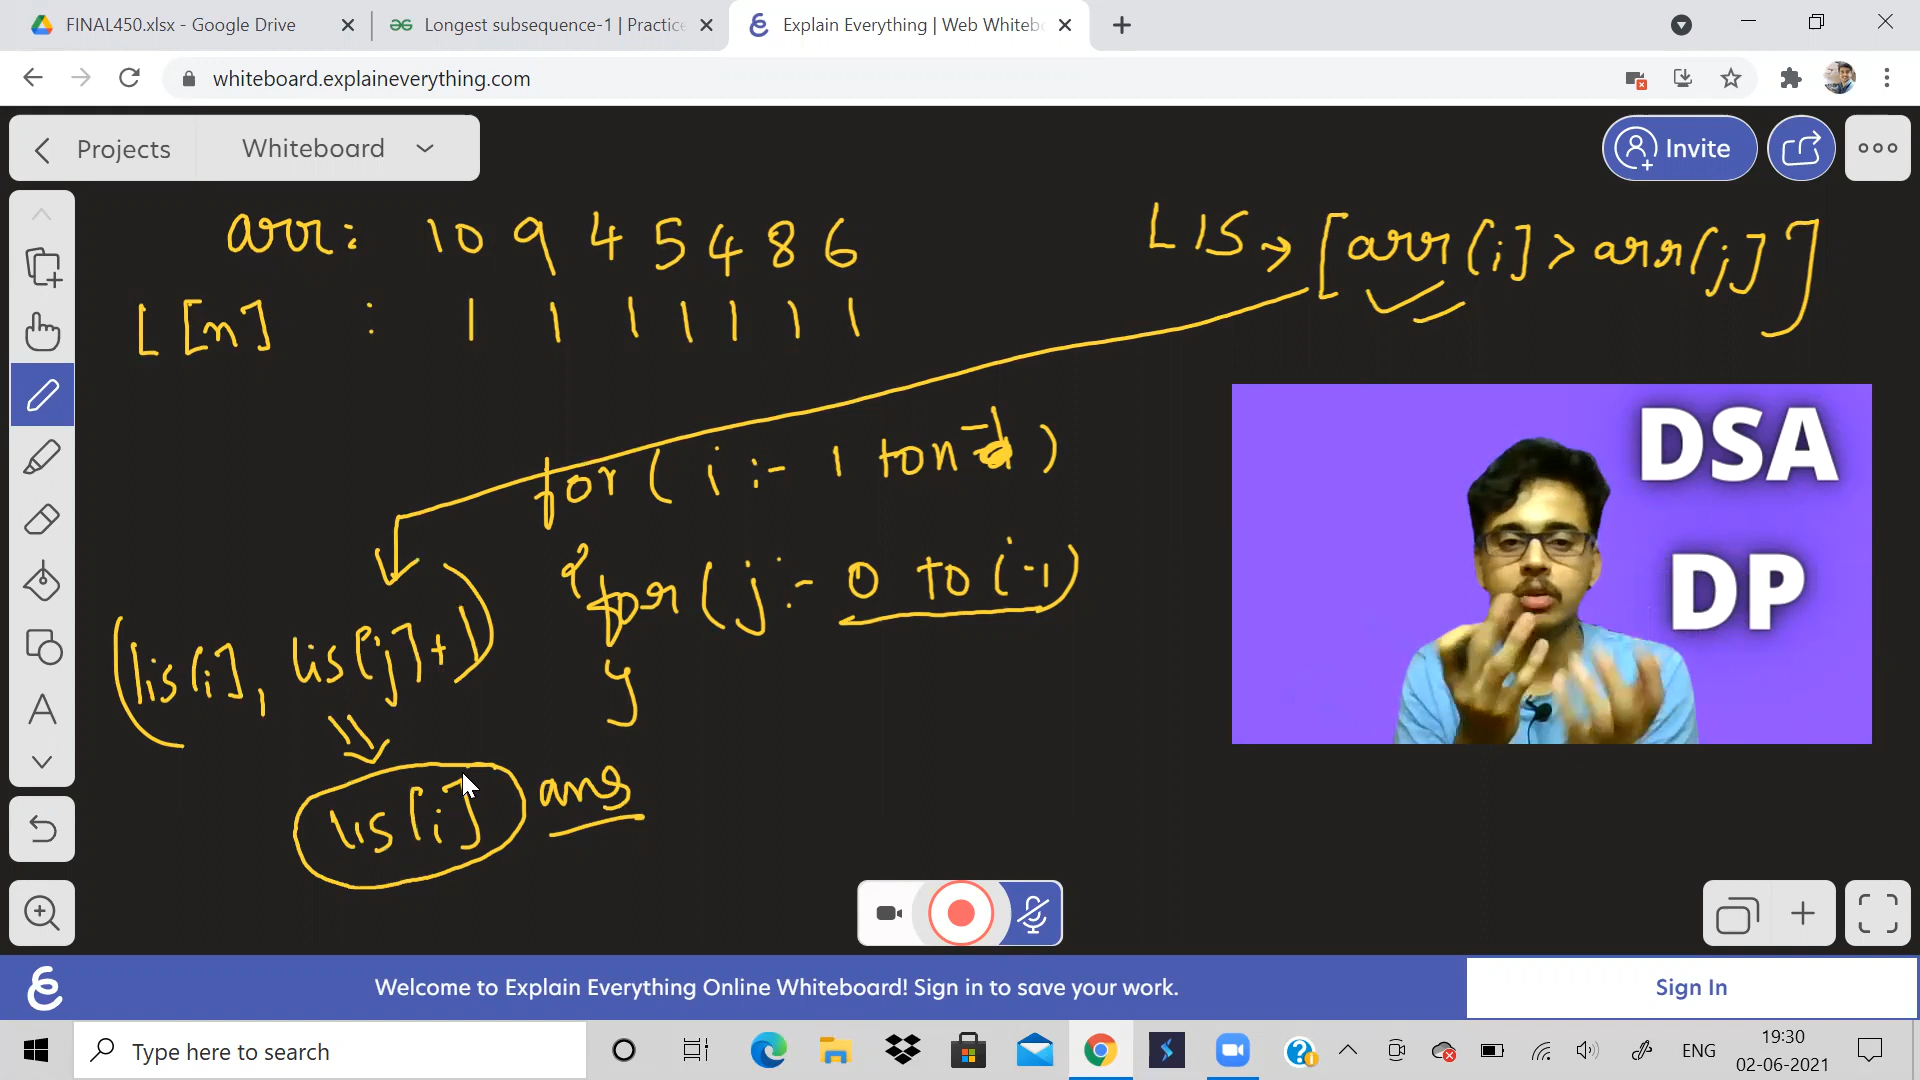 FINAL450.xlsx - Google Drive
Longest subsequence-1 | Practice
Explain Everything | Web Whitebo
whiteboard.explaineverything.com
Projects
Whiteboard
Invite
arr: 10 9 4 5 4 8 6
LIS → [arr[i] > arr[j]]
L[n] : 1 1 1 1 1 1 1
for( i :- 1 to n-1 )
{
for( j :- 0 to i-1)
}
(lis[i], lis[j]+1)
lis[i] ans
DSA
DP
A
Welcome to Explain Everything Online Whiteboard! Sign in to save your work.
Sign In
Type here to search
ENG
19:30
02-06-2021